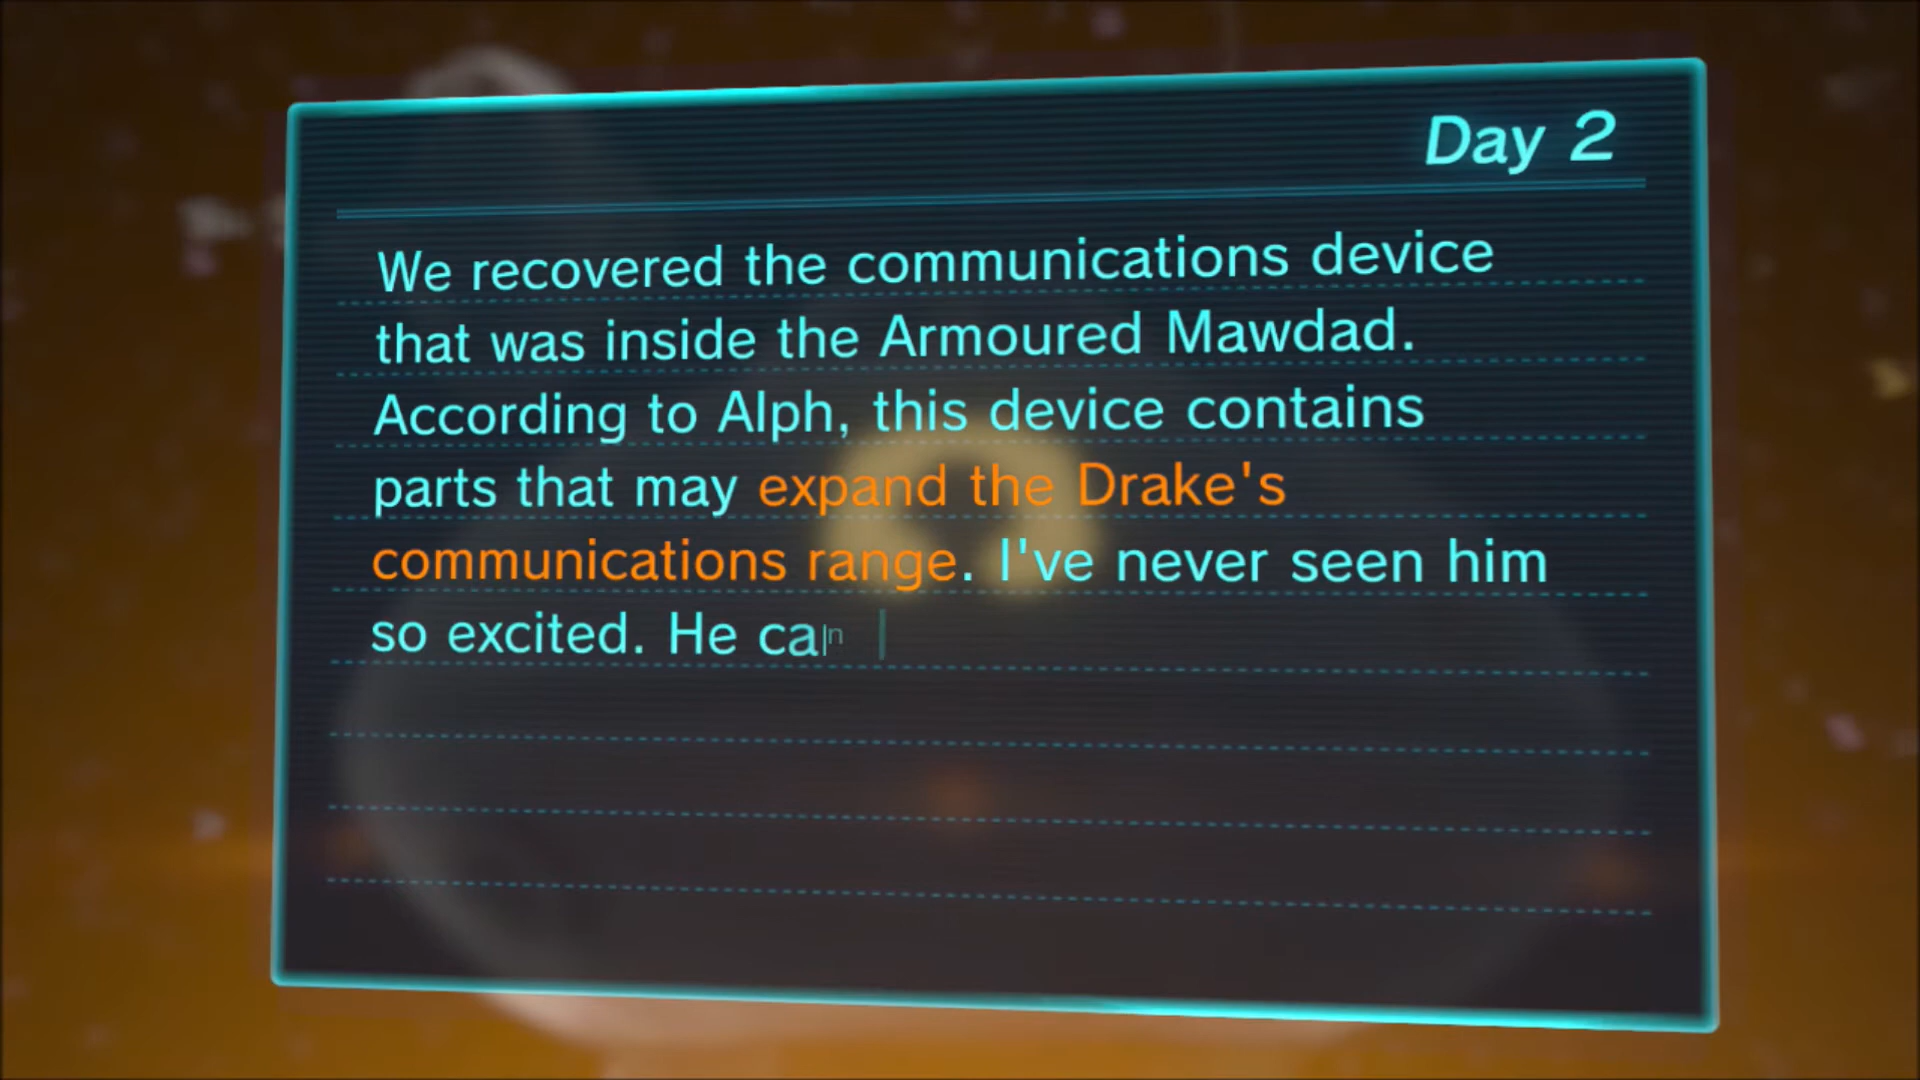 Day 2
We recovered the communications device
that was inside the Armoured Mawdad.
According to Alph, this device contains
parts that may expand the Drake's
communications range. I've never seen him
so excited. He can